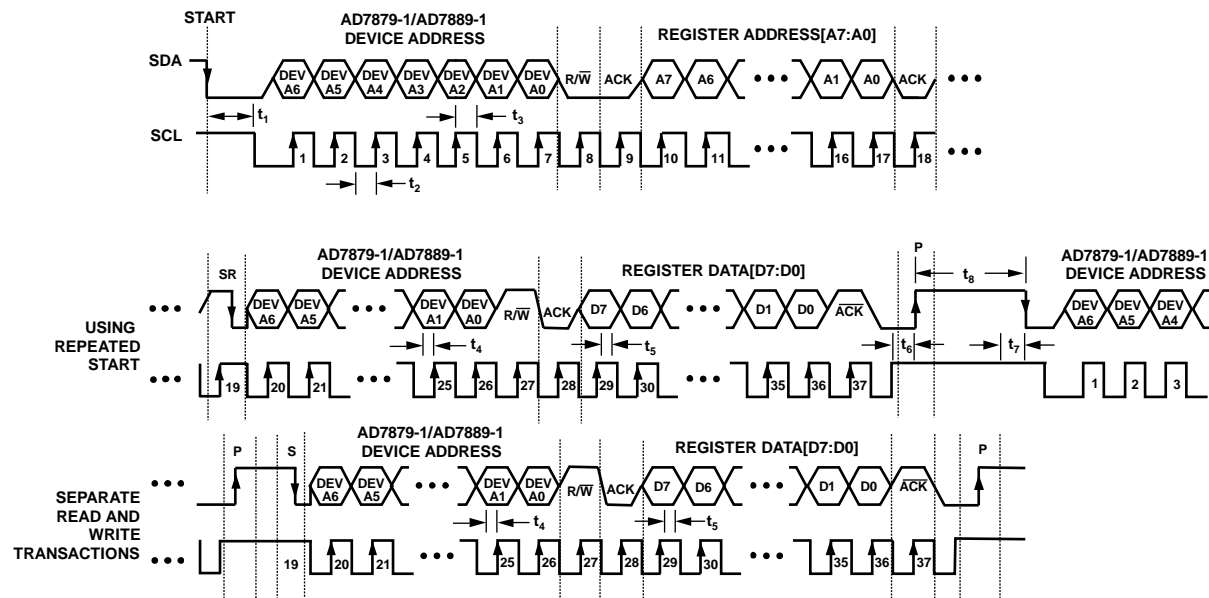 START
AD7879-1/AD7889-1
DEVICE ADDRESS
REGISTER ADDRESS[A7:A0]
SDA
DEV A6 DEV A5 DEV A4 DEV A3 DEV A2 DEV A1 DEV A0 R/W̅ ACK A7 A6 ••• A1 A0 ACK •••
t1 t3
SCL
1 2 3 4 5 6 7 8 9 10 11 ••• 16 17 18 •••
t2
AD7879-1/AD7889-1
DEVICE ADDRESS
REGISTER DATA[D7:D0]
AD7879-1/AD7889-1
DEVICE ADDRESS
SR
P
t8
••• DEV A6 DEV A5 ••• DEV A1 DEV A0 R/W̅ ACK D7 D6 ••• D1 D0 A̅C̅K̅ DEV A6 DEV A5 DEV A4
USING
REPEATED
START
t4 t5 t6 t7
••• 19 20 21 ••• 25 26 27 28 29 30 ••• 35 36 37 1 2 3
AD7879-1/AD7889-1
DEVICE ADDRESS
REGISTER DATA[D7:D0]
P S P
••• DEV A6 DEV A5 ••• DEV A1 DEV A0 R/W̅ ACK D7 D6 ••• D1 D0 A̅C̅K̅
SEPARATE
READ AND
WRITE
TRANSACTIONS
t4 t5
••• 19 20 21 ••• 25 26 27 28 29 30 ••• 35 36 37